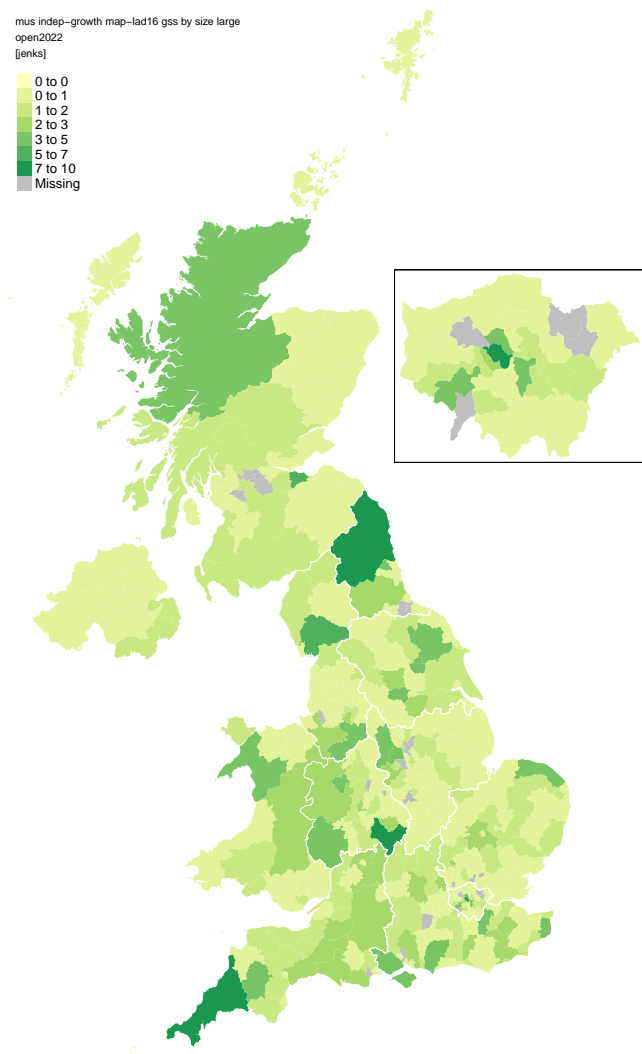 mus indep-growth map-lad16 gss by size large
open2022
[jenks]
0 to 0
0 to 1
1 to 2
2 to 3
3 to 5
5 to 7
7 to 10
Missing